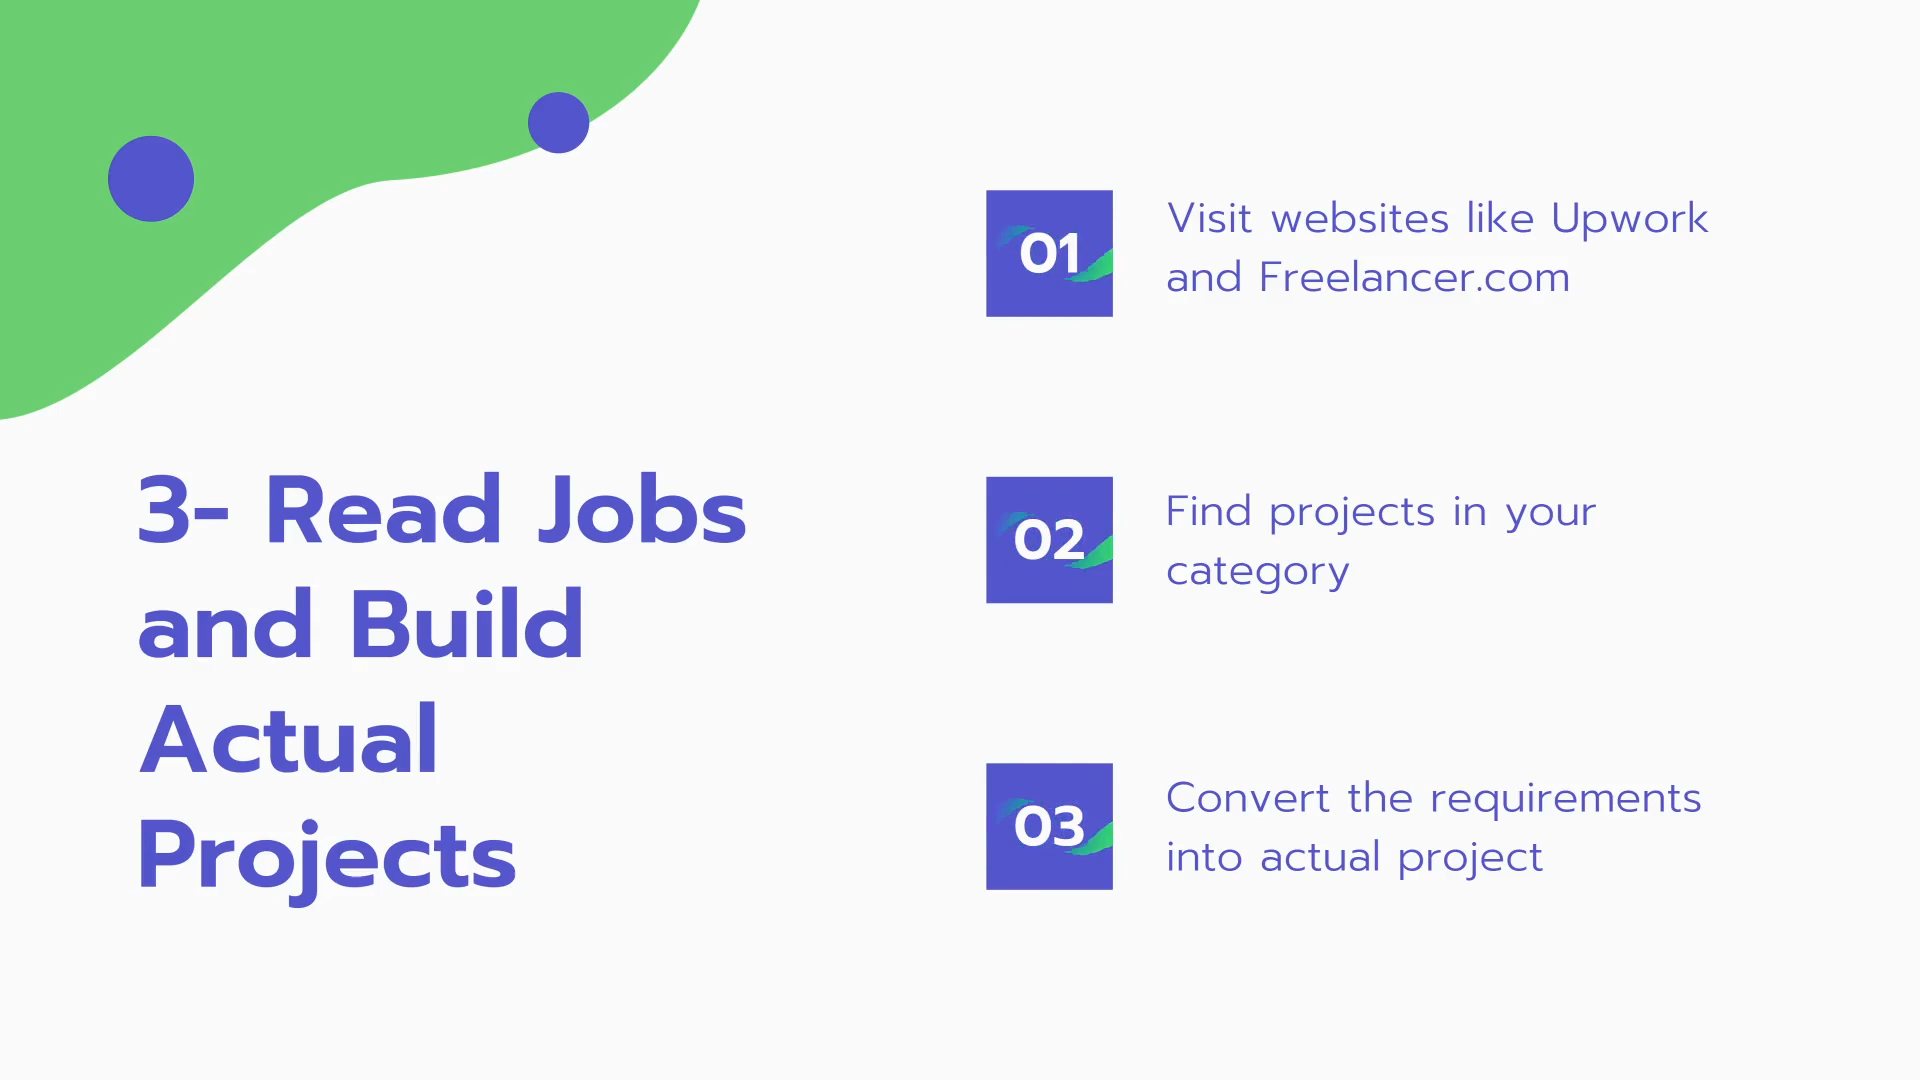 3- Read Jobs
and Build
Actual
Projects
01
Visit websites like Upwork
and Freelancer.com
02
Find projects in your
category
03
Convert the requirements
into actual project